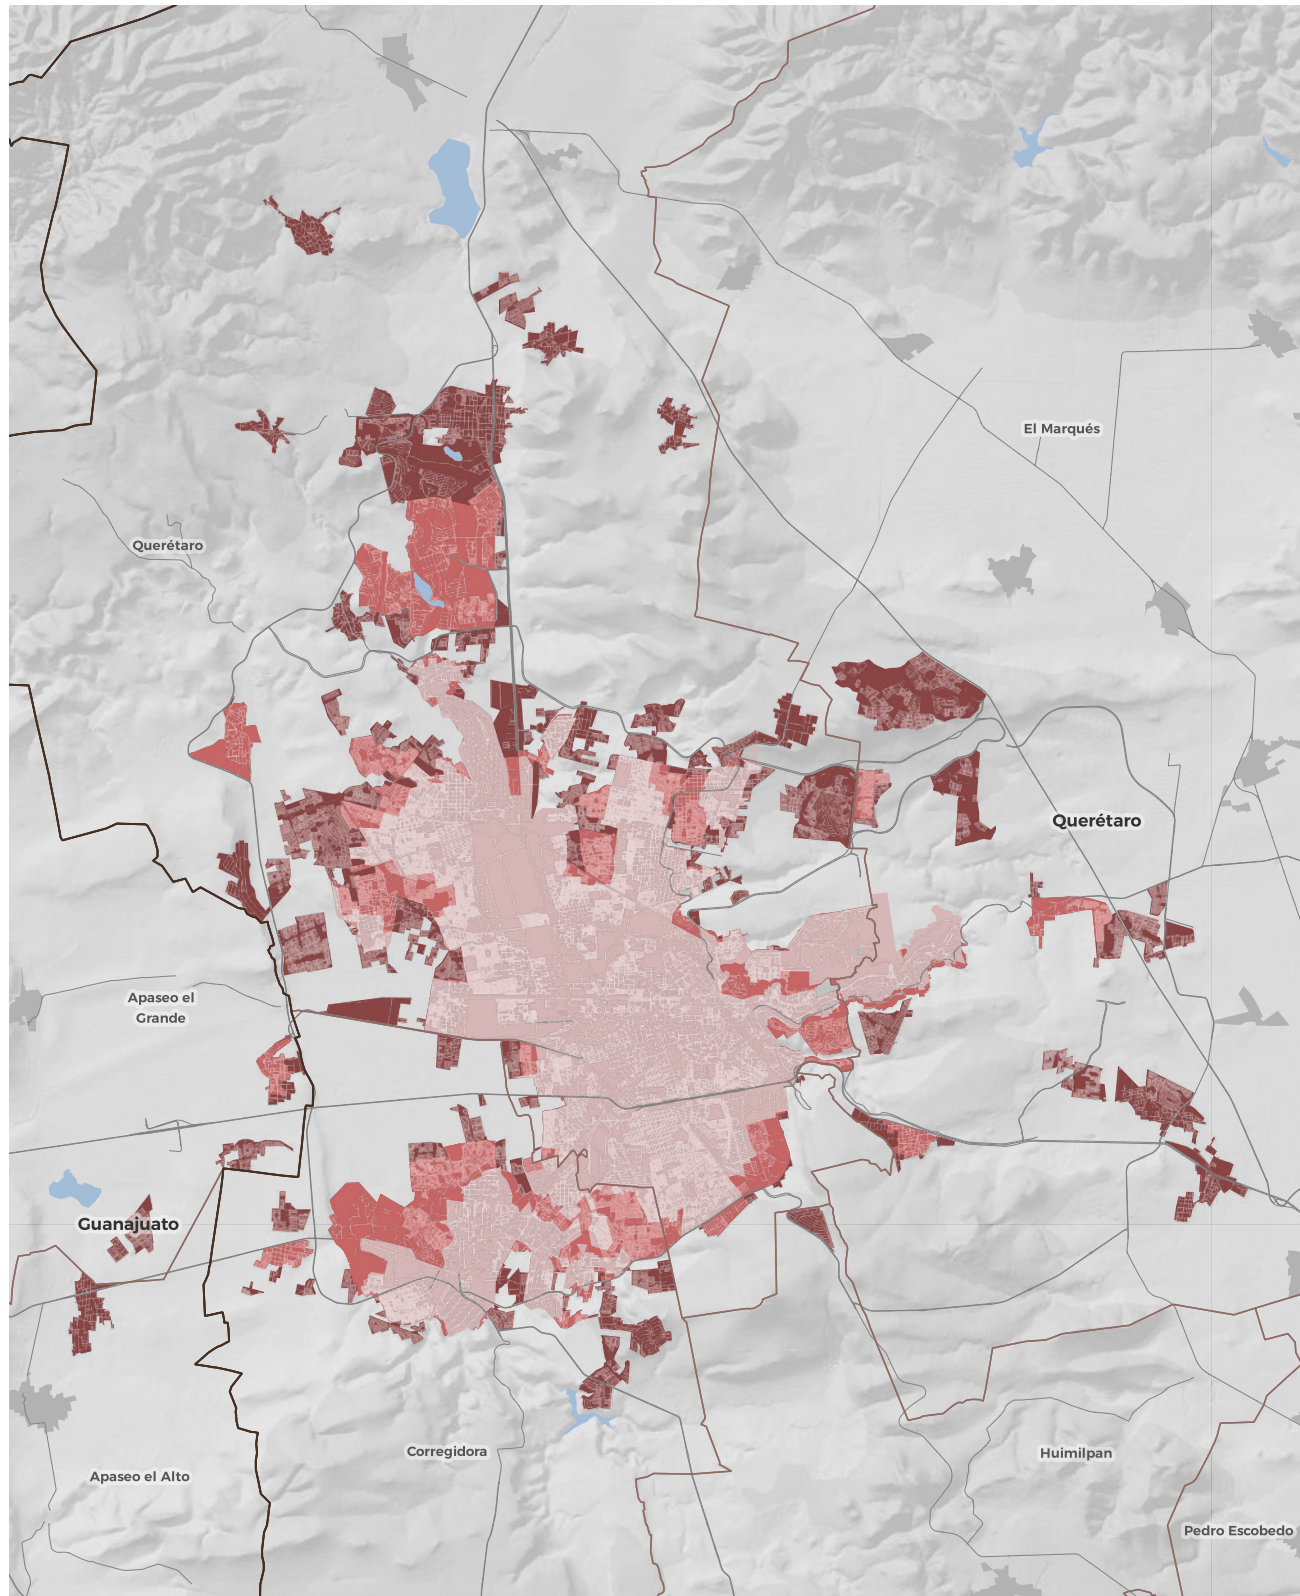 El Marqués
Querétaro
Querétaro
Apaseo el
Grande
Guanajuato
Corregidora
Huimilpan
Apaseo el Alto
Pedro Escobedo